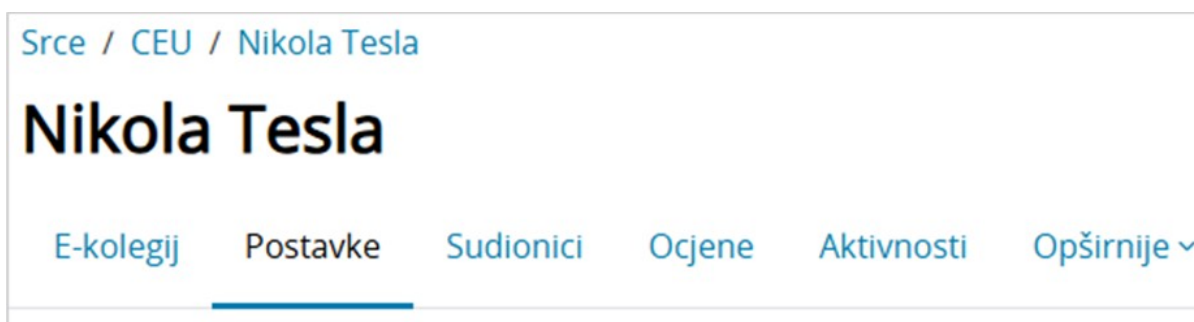 Srce / CEU / Nikola Tesla
Nikola Tesla
E-kolegij Postavke Sudionici Ocjene Aktivnosti Opširnije